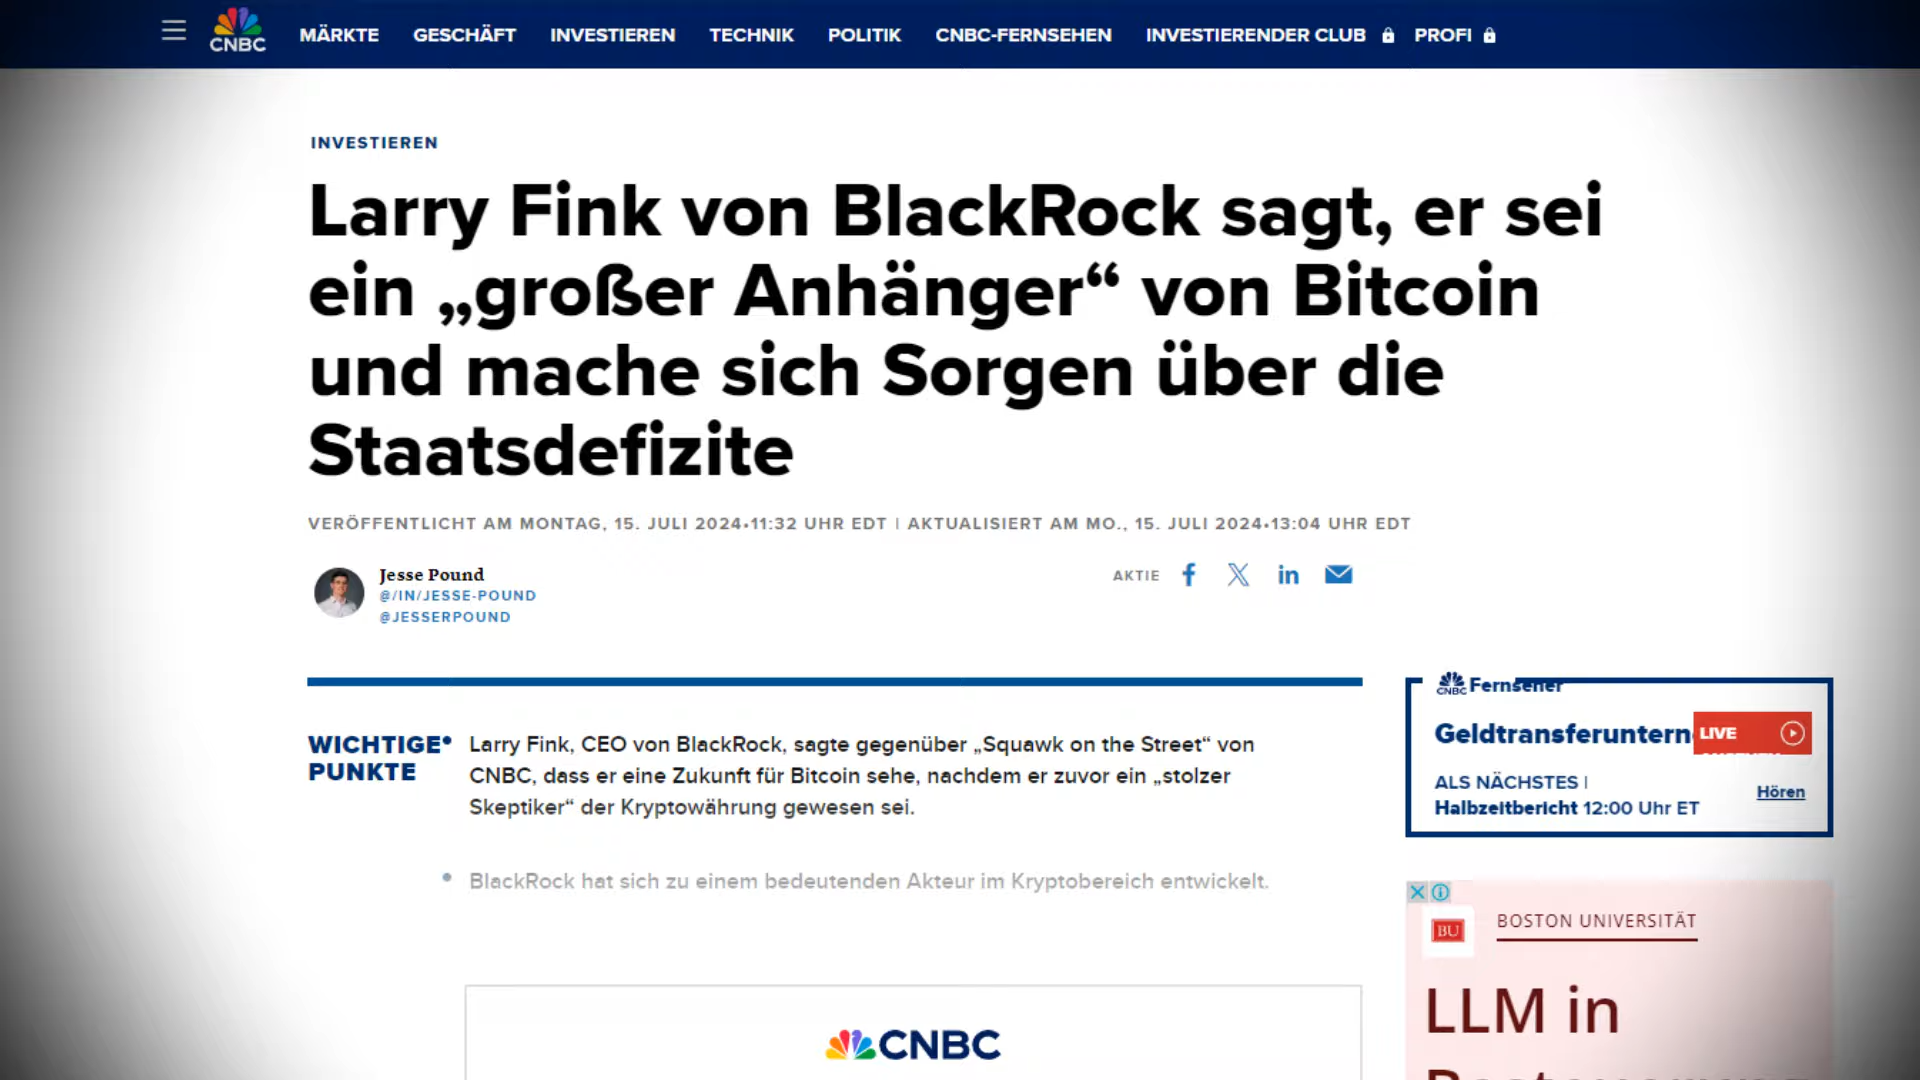 CNBC
MÄRKTE GESCHÄFT INVESTIEREN TECHNIK POLITIK CNBC-FERNSEHEN INVESTIERENDER CLUB PROFI
INVESTIEREN
Larry Fink von BlackRock sagt, er sei
ein „großer Anhänger“ von Bitcoin
und mache sich Sorgen über die
Staatsdefizite
VERÖFFENTLICHT AM MONTAG, 15. JULI 2024•11:32 UHR EDT | AKTUALISIERT AM MO., 15. JULI 2024•13:04 UHR EDT
Jesse Pound
@/IN/JESSE-POUND
@JESSERPOUND
AKTIE
WICHTIGE
PUNKTE
• Larry Fink, CEO von BlackRock, sagte gegenüber „Squawk on the Street“ von
CNBC, dass er eine Zukunft für Bitcoin sehe, nachdem er zuvor ein „stolzer
Skeptiker“ der Kryptowährung gewesen sei.
• BlackRock hat sich zu einem bedeutenden Akteur im Kryptobereich entwickelt.
CNBC
CNBC Fernseher
Geldtransferuntern
LIVE
ALS NÄCHSTES |
Halbzeitbericht 12:00 Uhr ET
Hören
BU
BOSTON UNIVERSITÄT
LLM in